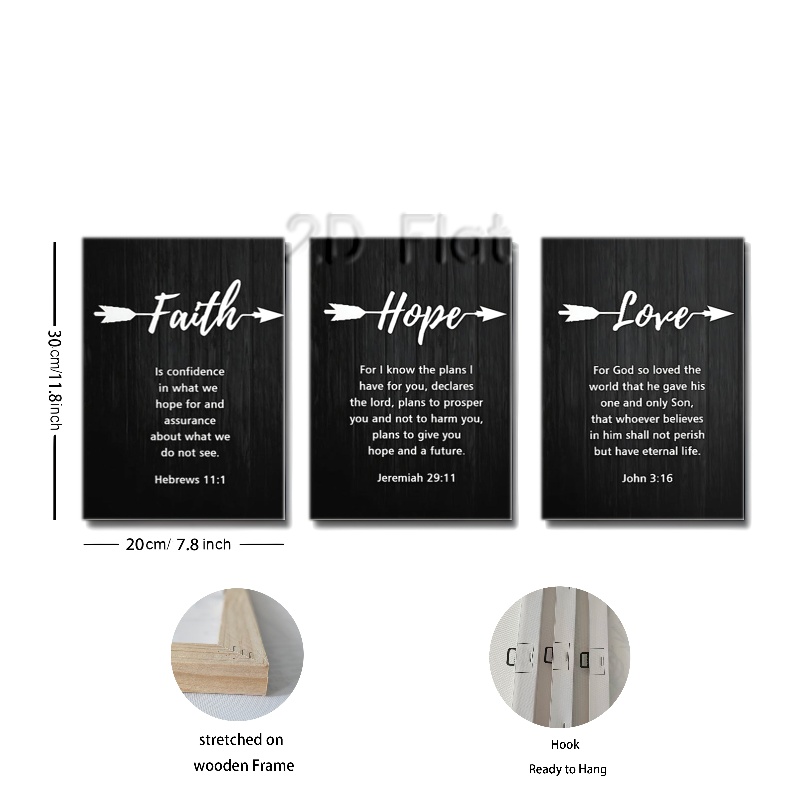 2D Flat
Faith
Is confidence
in what we
hope for and
assurance
about what we
do not see.
Hebrews 11:1
Hope
For I know the plans I
have for you, declares
the lord, plans to prosper
you and not to harm you,
plans to give you
hope and a future.
Jeremiah 29:11
Love
For God so loved the
world that he gave his
one and only Son,
that whoever believes
in him shall not perish
but have eternal life.
John 3:16
30cm/11.8inch
20cm/ 7.8 inch
stretched on
wooden Frame
Hook
Ready to Hang